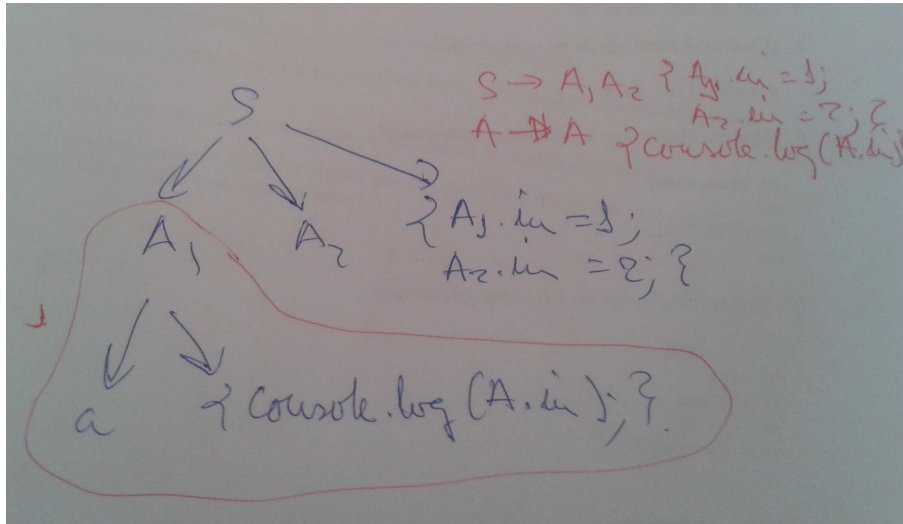 S → A₁ A₂ { A₁.in = 1;
A₂.in = 2; }
A → A {console.log(A.in)
S
A₁ A₂ { A₁.in = 1;
A₂.in = 2; }
1
a { console.log (A.in); }